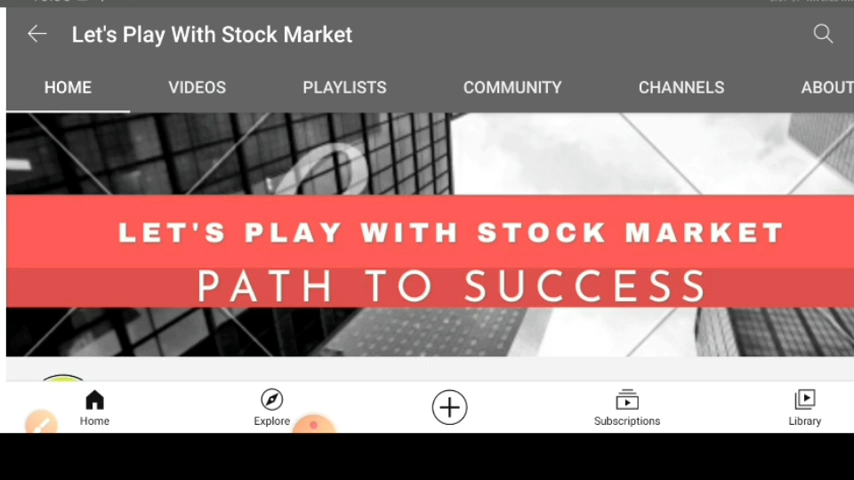 Let's Play With Stock Market
HOME VIDEOS PLAYLISTS COMMUNITY CHANNELS ABOUT
LET'S PLAY WITH STOCK MARKET
PATH TO SUCCESS
Home Explore Subscriptions Library